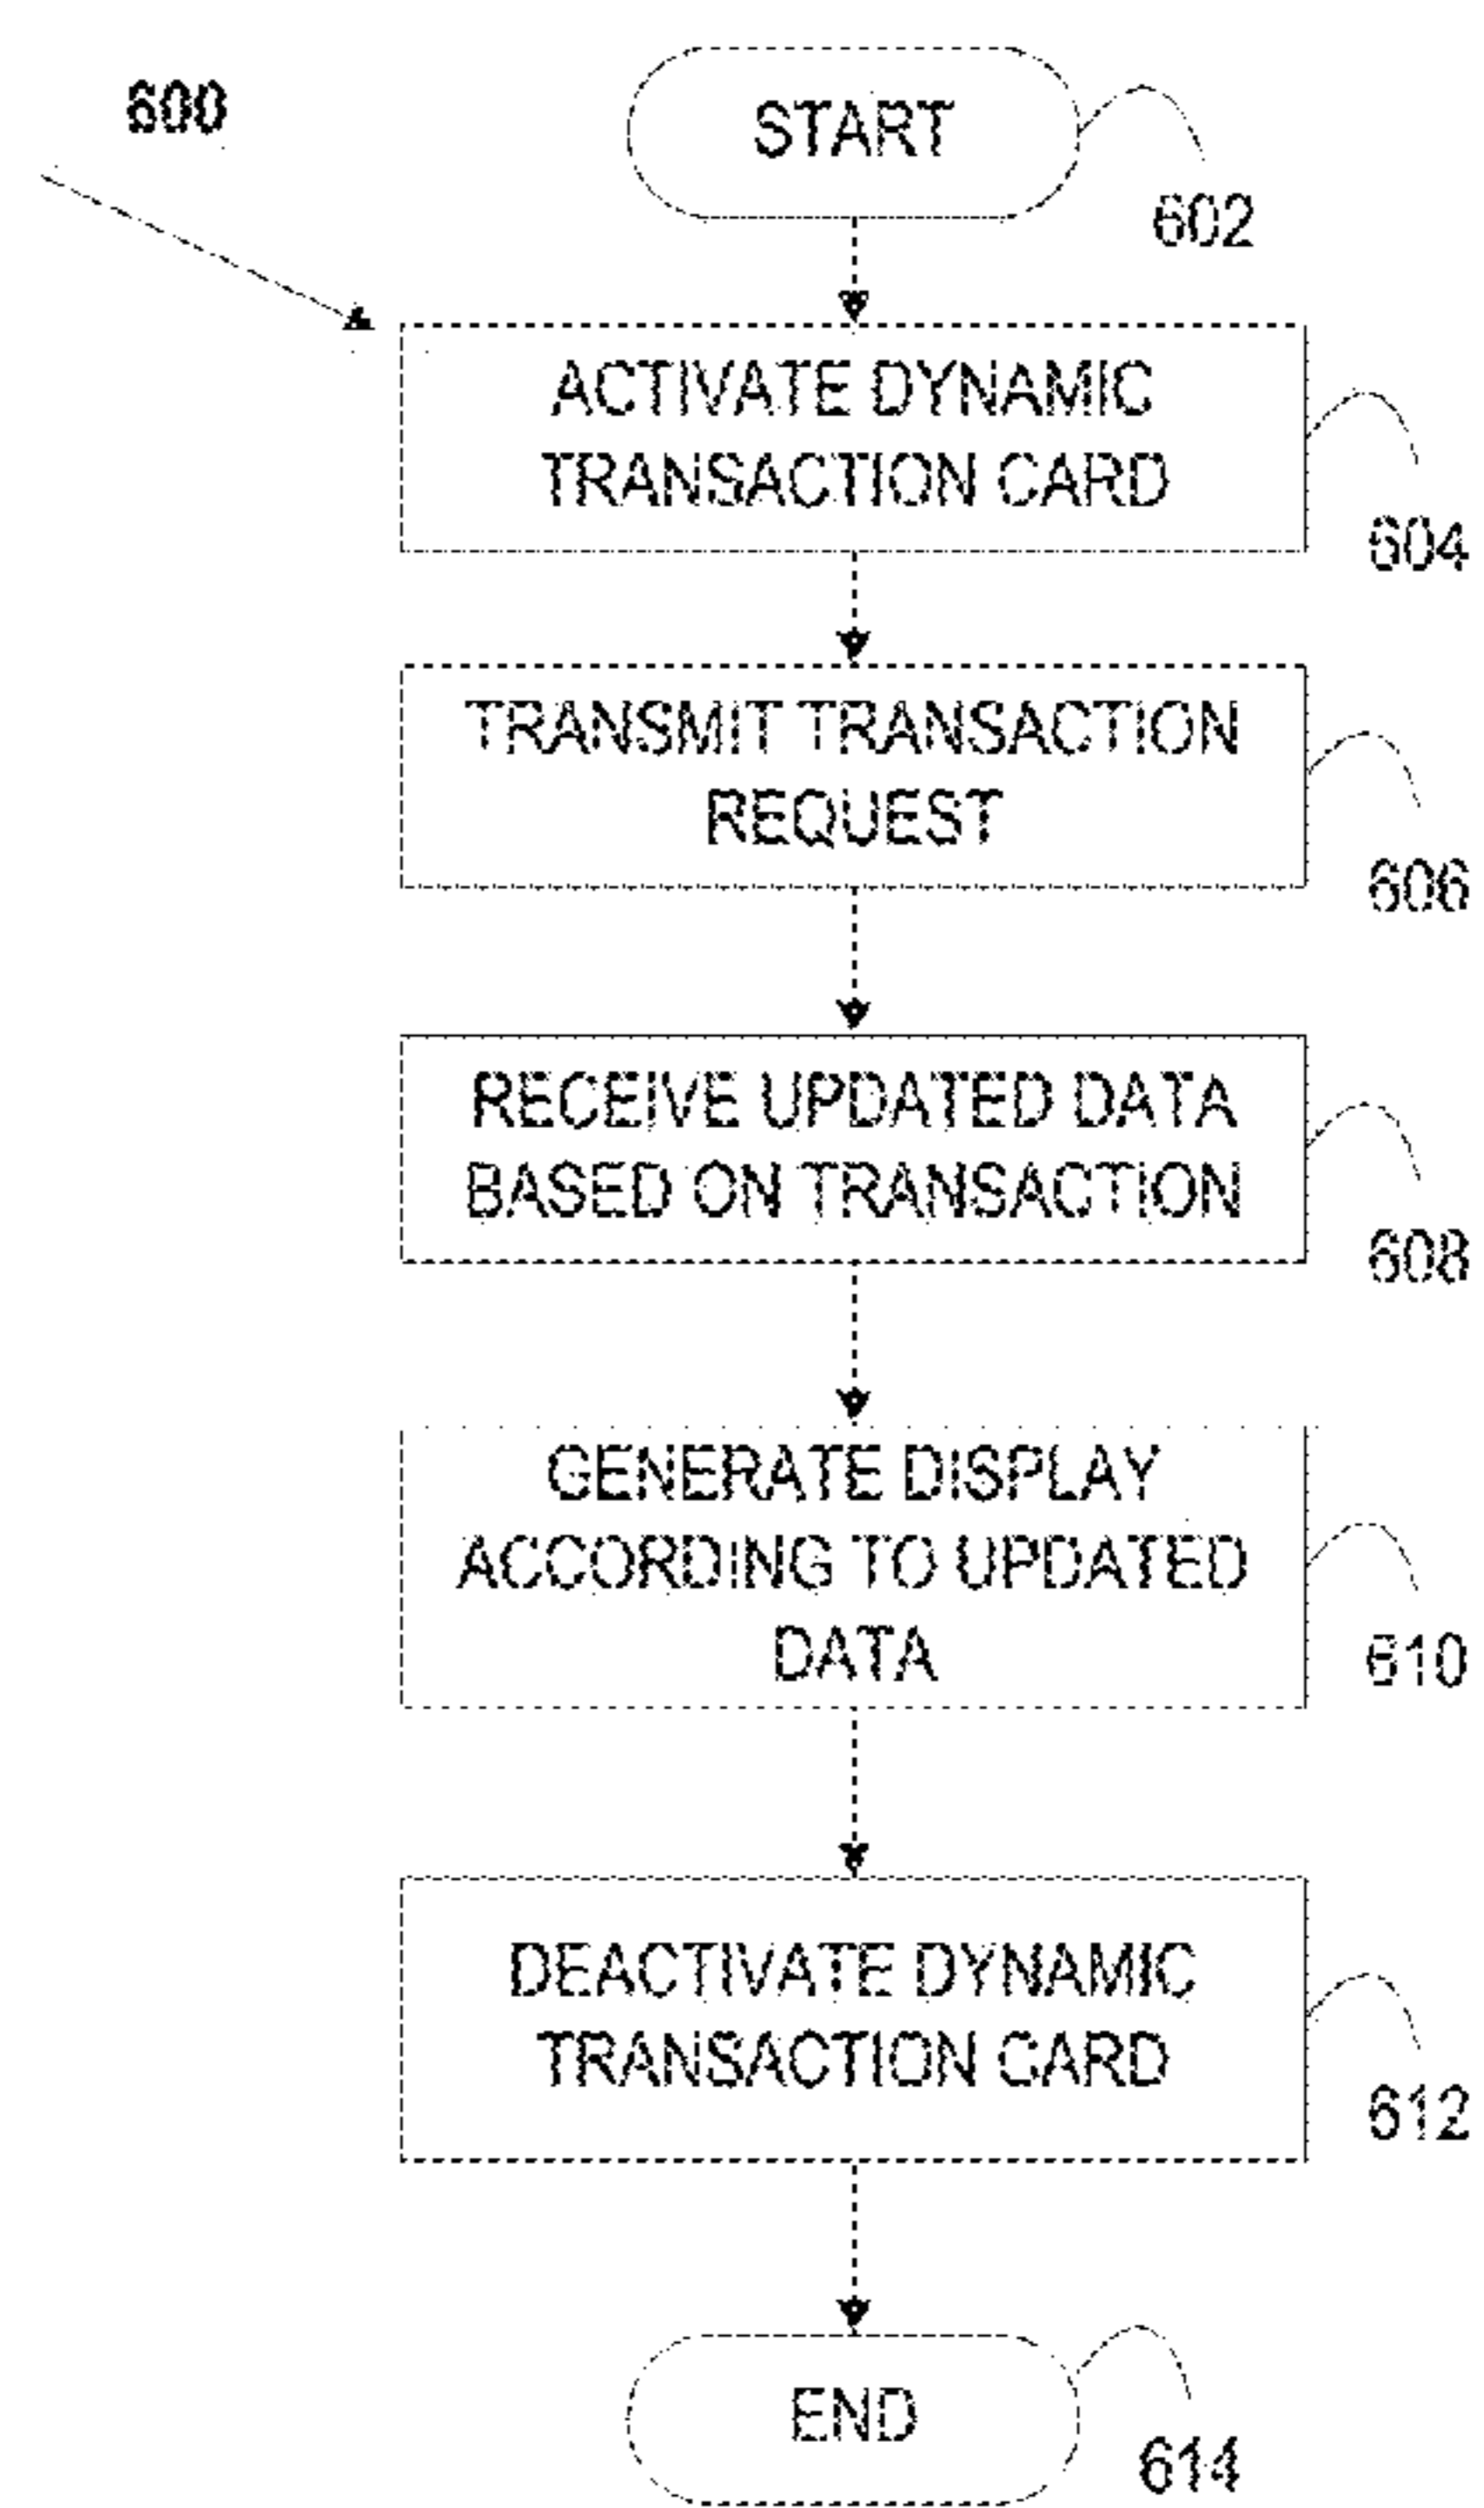 600
START
602
ACTIVATE DYNAMIC
TRANSACTION CARD
604
TRANSMIT TRANSACTION
REQUEST
606
RECEIVE UPDATED DATA
BASED ON TRANSACTION
608
GENERATE DISPLAY
ACCORDING TO UPDATED
DATA
610
DEACTIVATE DYNAMIC
TRANSACTION CARD
612
END
614